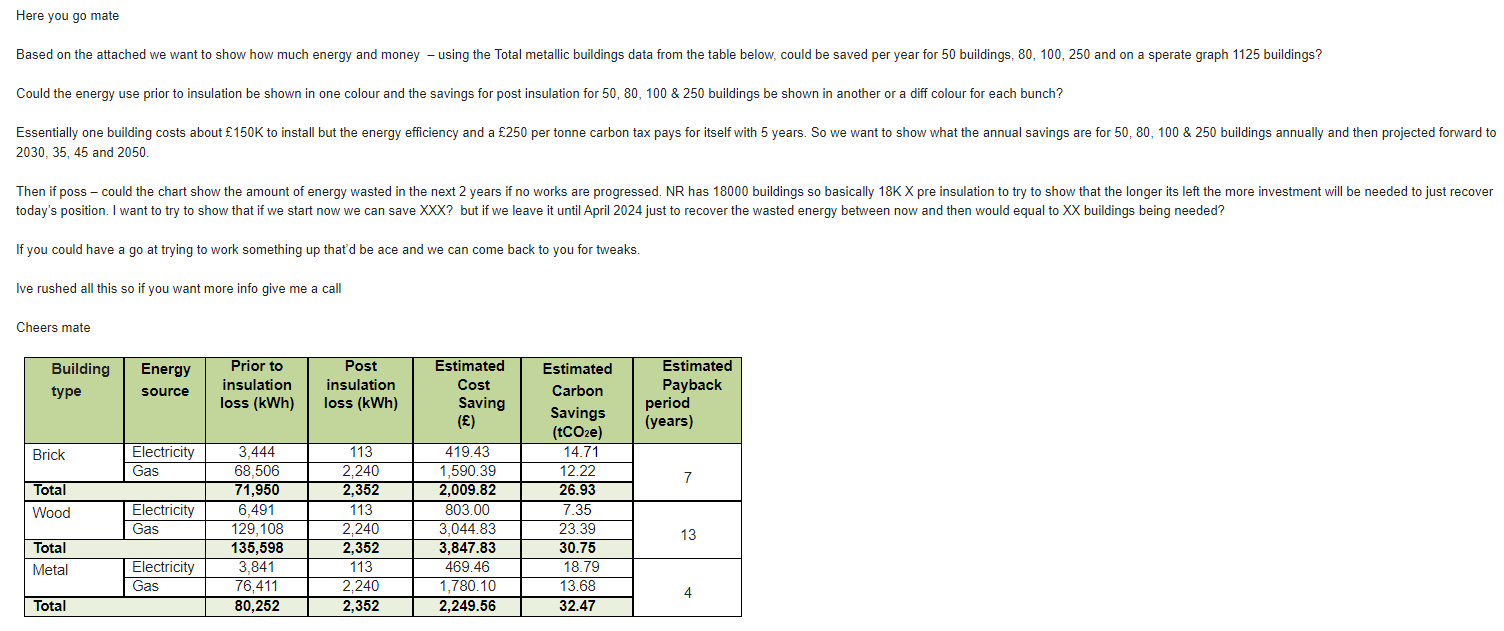 Here you go mate
Based on the attached we want to show how much energy and money – using the Total metallic buildings data from the table below, could be saved per year for 50 buildings, 80, 100, 250 and on a sperate graph 1125 buildings?
Could the energy use prior to insulation be shown in one colour and the savings for post insulation for 50, 80, 100 & 250 buildings be shown in another or a diff colour for each bunch?
Essentially one building costs about £150K to install but the energy efficiency and a £250 per tonne carbon tax pays for itself with 5 years. So we want to show what the annual savings are for 50, 80, 100 & 250 buildings annually and then projected forward to
2030, 35, 45 and 2050.
Then if poss – could the chart show the amount of energy wasted in the next 2 years if no works are progressed. NR has 18000 buildings so basically 18K X pre insulation to try to show that the longer its left the more investment will be needed to just recover
today's position. I want to try to show that if we start now we can save XXX? but if we leave it until April 2024 just to recover the wasted energy between now and then would equal to XX buildings being needed?
If you could have a go at trying to work something up that'd be ace and we can come back to you for tweaks.
Ive rushed all this so if you want more info give me a call
Cheers mate
Building type Energy source Prior to insulation loss (kWh) Post insulation loss (kWh) Estimated Cost Saving (£) Estimated Carbon Savings (tCO2e) Estimated Payback period (years)
Brick Electricity 3,444 113 419.43 14.71
Gas 68,506 2,240 1,590.39 12.22
7
Total 71,950 2,352 2,009.82 26.93
Wood Electricity 6,491 113 803.00 7.35
Gas 129,108 2,240 3,044.83 23.39
13
Total 135,598 2,352 3,847.83 30.75
Metal Electricity 3,841 113 469.46 18.79
Gas 76,411 2,240 1,780.10 13.68
4
Total 80,252 2,352 2,249.56 32.47